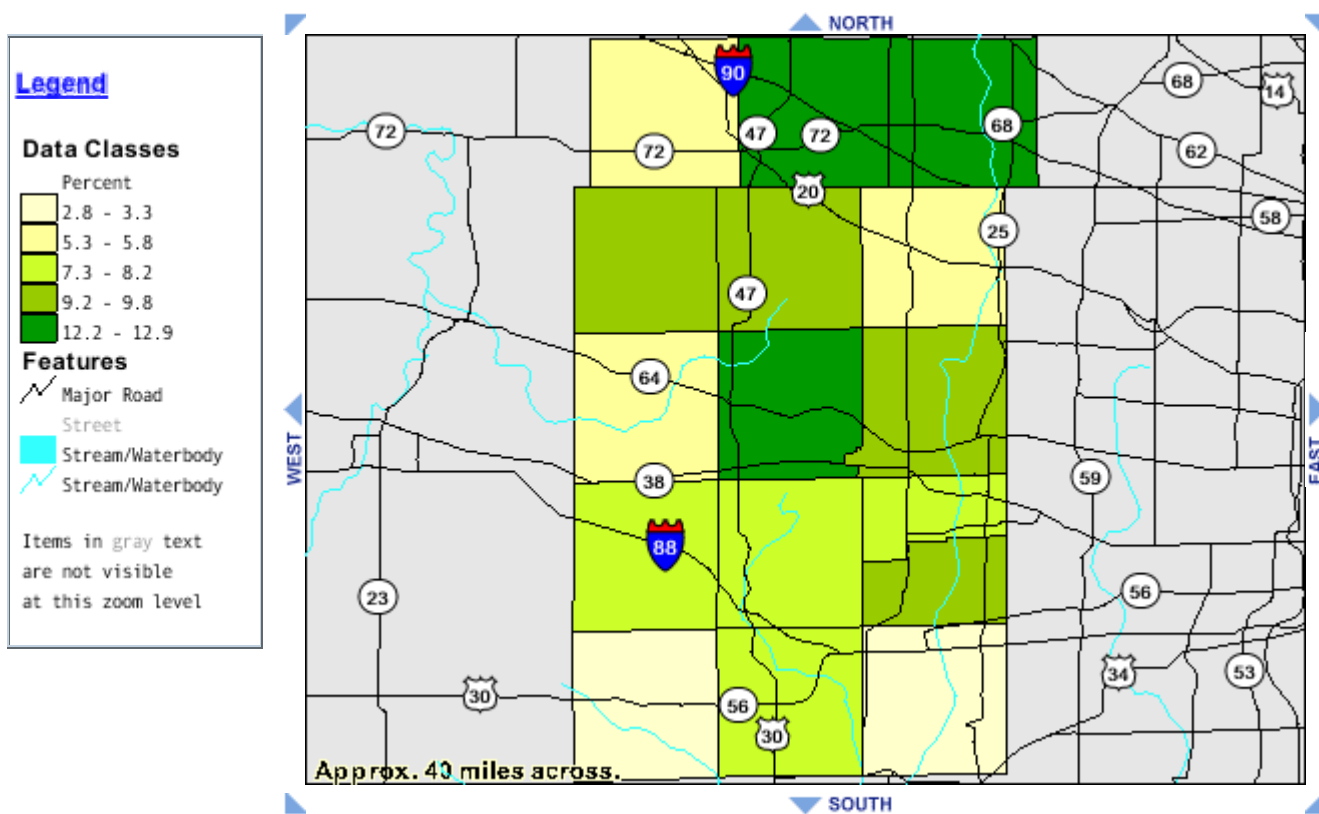 Legend
Data Classes
Percent
2.8 - 3.3
5.3 - 5.8
7.3 - 8.2
9.2 - 9.8
12.2 - 12.9
Features
Major Road
Street
Stream/Waterbody
Stream/Waterbody
Items in gray text
are not visible
at this zoom level
NORTH
90
68
14
72
47
72
68
72
62
20
58
25
47
64
WEST
EAST
38
59
88
23
56
34
53
30
56
30
Approx. 40 miles across.
SOUTH